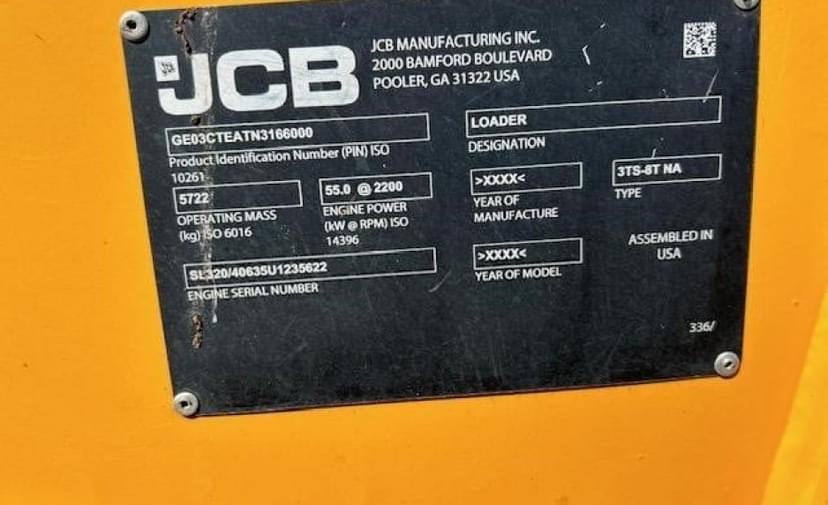 JCB
JCB MANUFACTURING INC.
2000 BAMFORD BOULEVARD
POOLER, GA 31322 USA
GE03CTEATN3166000
Product Identification Number (PIN) ISO
10261
LOADER
DESIGNATION
5722
OPERATING MASS
(kg) ISO 6016
55.0 @ 2200
ENGINE POWER
(kW @ RPM) ISO
14396
>XXXX<
YEAR OF
MANUFACTURE
3TS-8T NA
TYPE
SL320/40635U1235622
ENGINE SERIAL NUMBER
>XXXX<
YEAR OF MODEL
ASSEMBLED IN
USA
336/